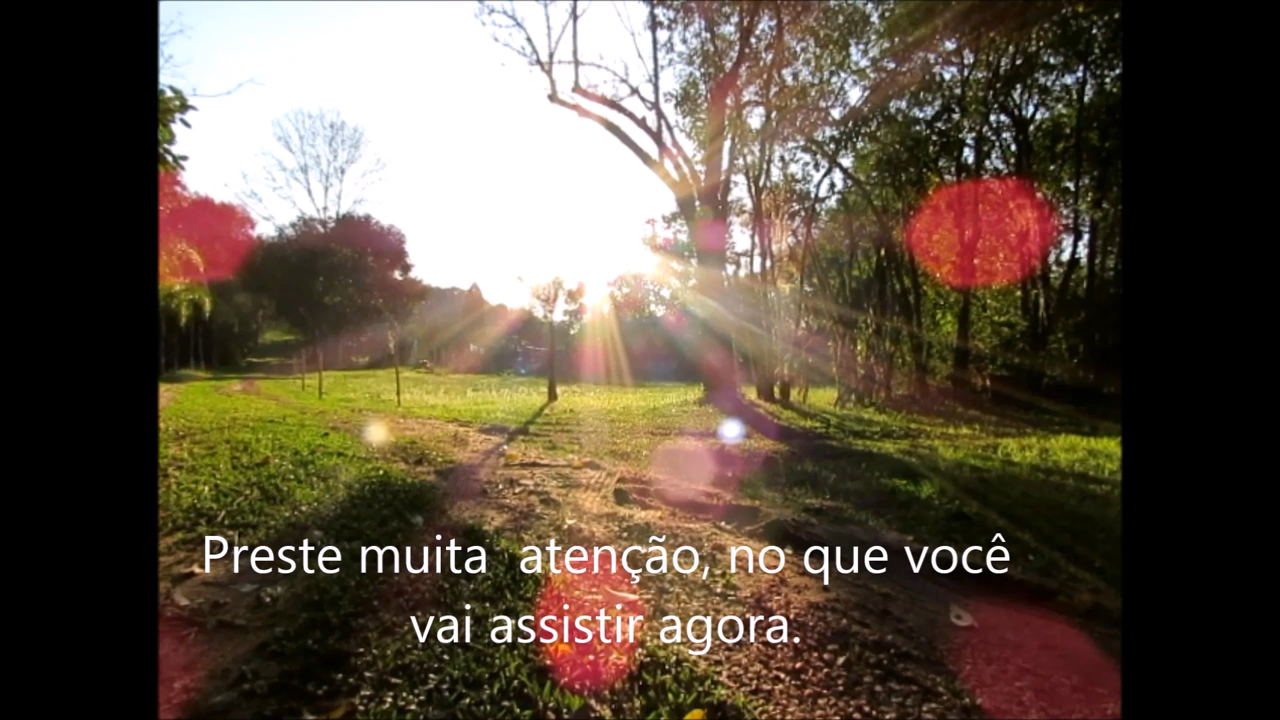 Preste muita  atenção, no que você
vai assistir agora.